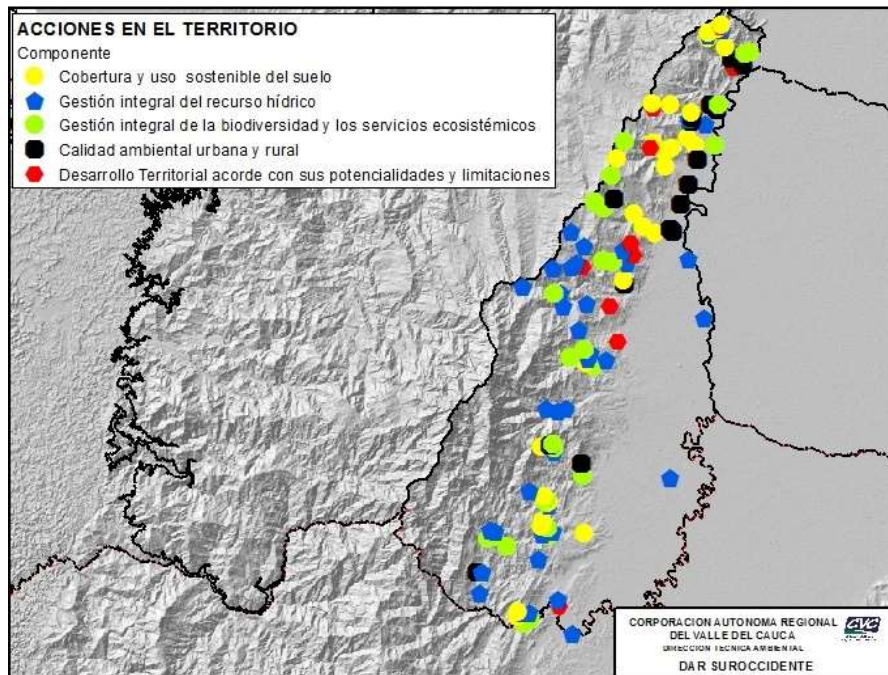 ACCIONES EN EL TERRITORIO
Componente
Cobertura y uso sostenible del suelo
Gestión integral del recurso hídrico
Gestión integral de la biodiversidad y los servicios ecosistémicos
Calidad ambiental urbana y rural
Desarrollo Territorial acorde con sus potencialidades y limitaciones
CORPORACION AUTONOMA REGIONAL
DEL VALLE DEL CAUCA
DIRECCION TECNICA AMBIENTAL
DAR SUROCCIDENTE
CVC